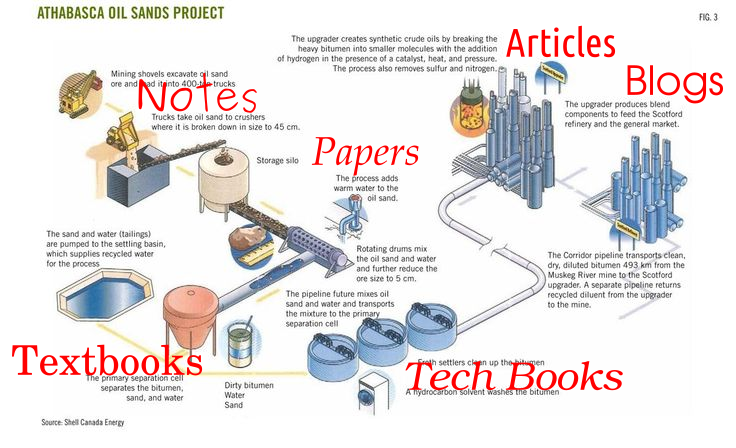 ATHABASCA OIL SANDS PROJECT
FIG. 3
The upgrader creates synthetic crude oils by breaking the
heavy bitumen into smaller molecules with the addition
of hydrogen in the presence of a catalyst, heat, and pressure.
The process also removes sulfur and nitrogen.
Articles
Blogs
Mining shovels excavate oil sand
ore and load it into 400-ton trucks
Notes
Trucks take oil sand to crushers
where it is broken down in size to 45 cm.
The upgrader produces blend
components to feed the Scotford
refinery and the general market.
Storage silo
Papers
The process adds
warm water to the
oil sand.
The sand and water (tailings)
are pumped to the settling basin,
which supplies recycled water
for the process
Rotating drums mix
the oil sand and water
and further reduce the
ore size to 5 cm.
The Corridor pipeline transports clean,
dry, diluted bitumen 493 km from the
Muskeg River mine to the Scotford
upgrader. A separate pipeline returns
recycled diluent from the upgrader
to the mine.
The pipeline future mixes oil
sand and water and transports
the mixture to the primary
separation cell
Textbooks
The primary separation cell
separates the bitumen,
sand, and water
Dirty bitumen
Water
Sand
Froth settlers clean up the bitumen
Tech Books
A hydrocarbon solvent washes the bitumen
Source: Shell Canada Energy